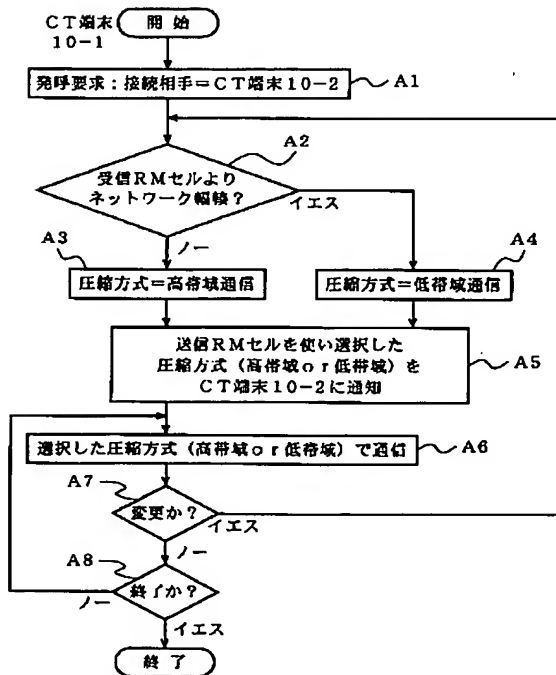 CT端末
10-1
開始
発呼要求:接続相手=CT端末10-2
A1
A2
受信RMセルより
ネットワーク輻輳?
イエス
ノー
A3
圧縮方式=高帯域通信
A4
圧縮方式=低帯域通信
送信RMセルを使い選択した
圧縮方式(高帯域or低帯域)を
CT端末10-2に通知
A5
選択した圧縮方式(高帯域or低帯域)で通信
A6
A7
変更か?
イエス
ノー
A8
終了か?
ノー
イエス
終了